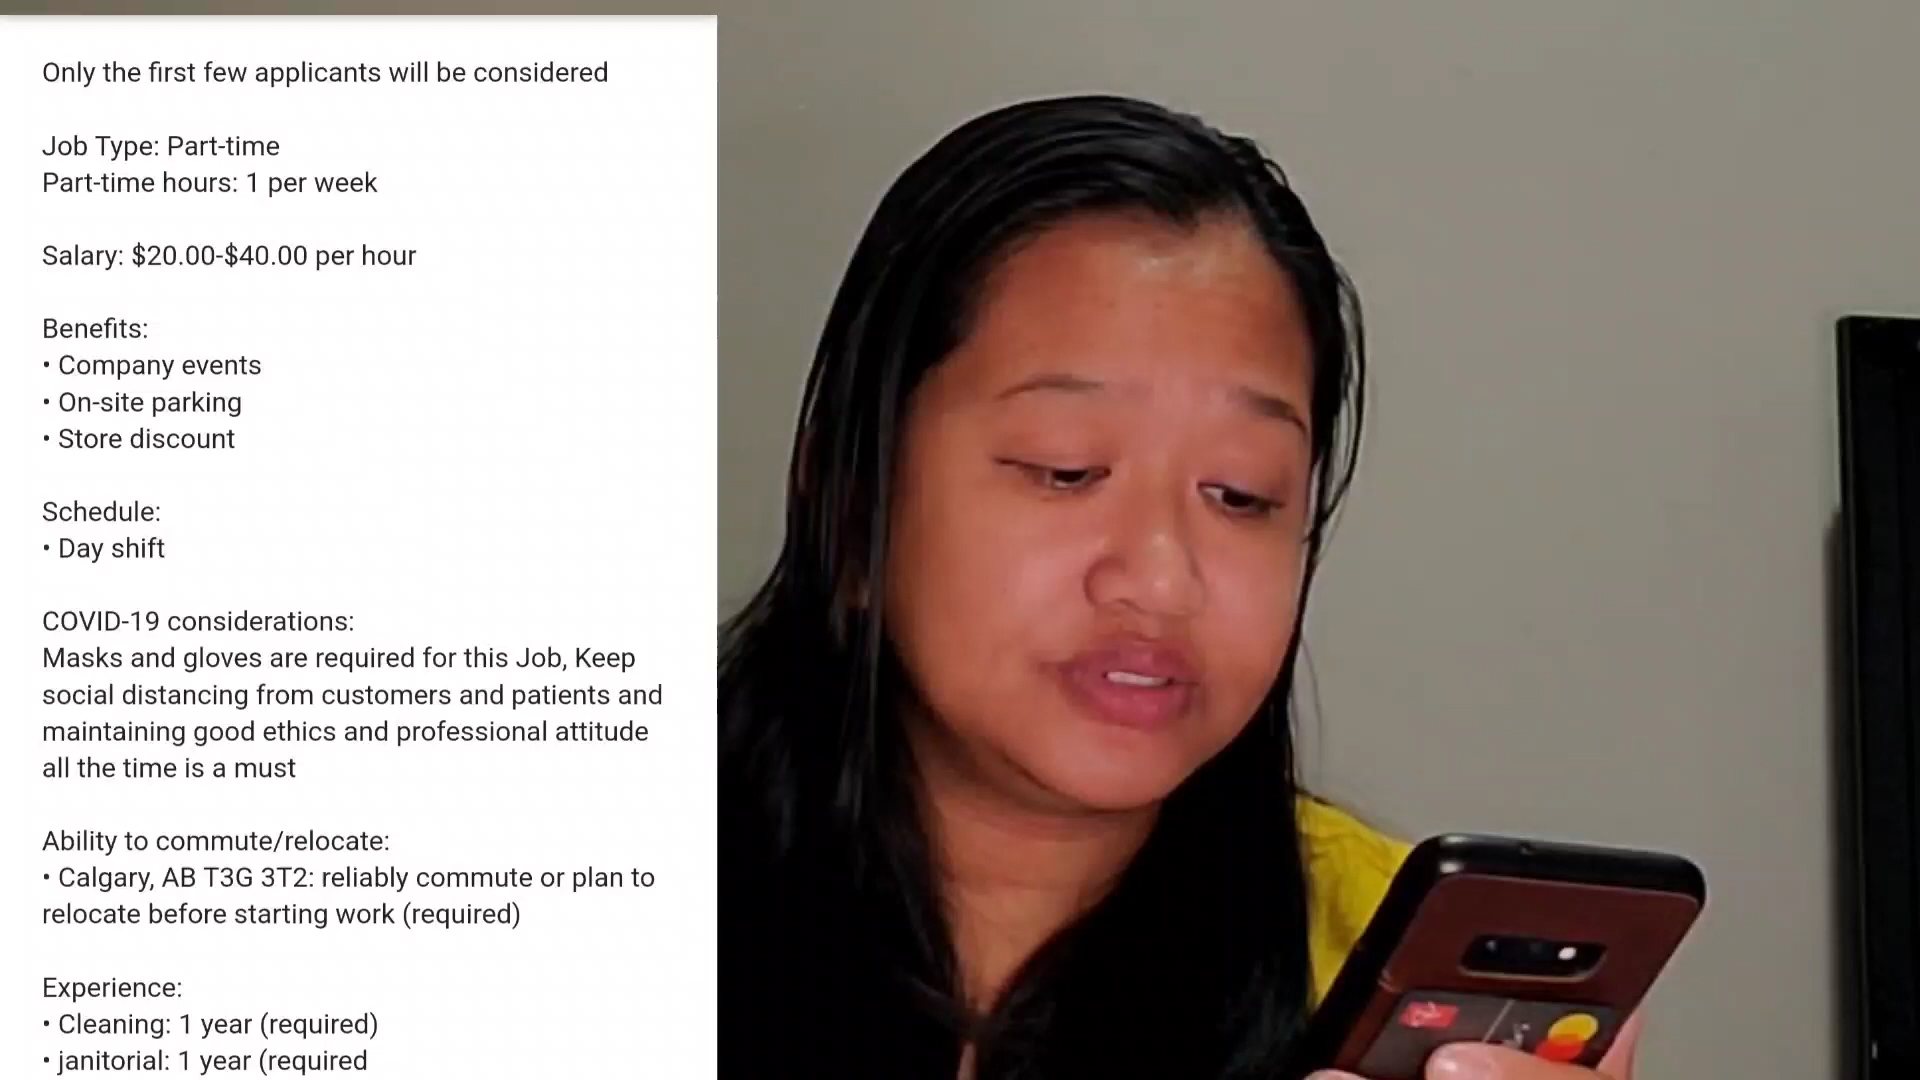 Only the first few applicants will be considered
Job Type: Part-time
Part-time hours: 1 per week
Salary: $20.00-$40.00 per hour
Benefits:
• Company events
• On-site parking
• Store discount
Schedule:
• Day shift
COVID-19 considerations:
Masks and gloves are required for this Job, Keep
social distancing from customers and patients and
maintaining good ethics and professional attitude
all the time is a must
Ability to commute/relocate:
• Calgary, AB T3G 3T2: reliably commute or plan to
relocate before starting work (required)
Experience:
• Cleaning: 1 year (required)
• janitorial: 1 year (required